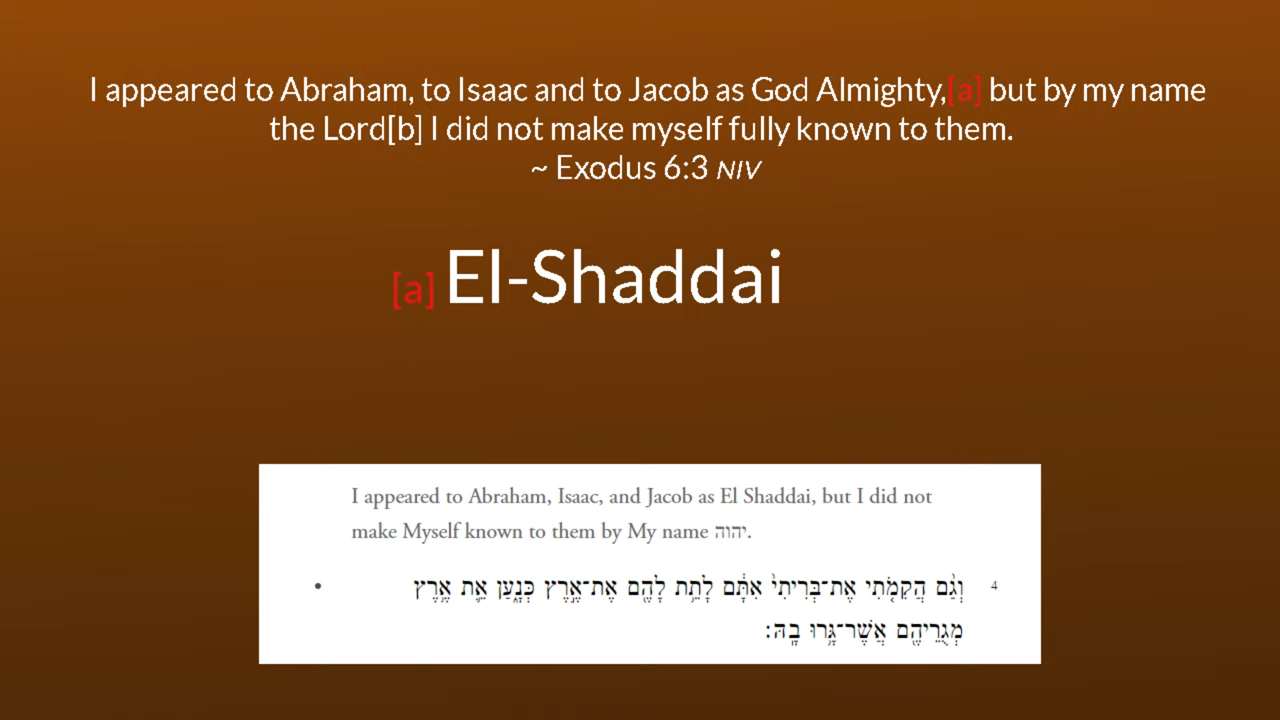 I appeared to Abraham, to Isaac and to Jacob as God Almighty,[a] but by my name
the Lord[b] I did not make myself fully known to them.
~ Exodus 6:3 NIV
[a] El-Shaddai
I appeared to Abraham, Isaac, and Jacob as El Shaddai, but I did not
make Myself known to them by My name יהוה.
• וְגַ֨ם הֲקִמֹ֤תִי אֶת־בְּרִיתִי֙ אִתָּ֔ם לָתֵ֥ת לָהֶ֖ם אֶת־אֶ֣רֶץ כְּנָ֑עַן אֵ֛ת אֶ֥רֶץ 4
מְגֻרֵיהֶ֖ם אֲשֶׁר־גָּ֥רוּ בָֽהּ׃